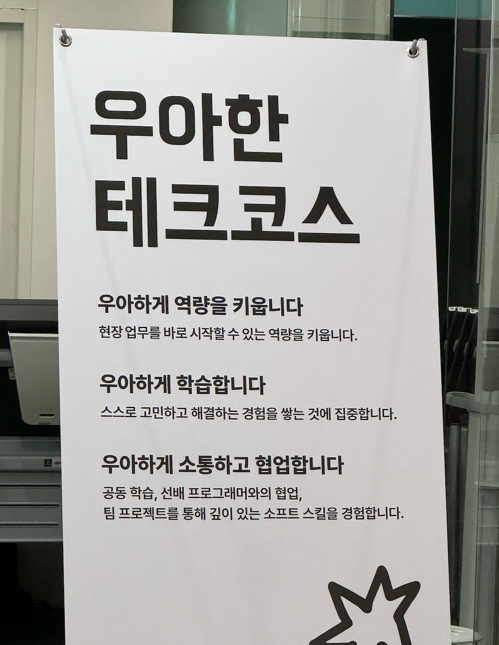 우아한
테크코스
우아하게 역량을 키웁니다
현장 업무를 바로 시작할 수 있는 역량을 키웁니다.
우아하게 학습합니다
스스로 고민하고 해결하는 경험을 쌓는 것에 집중합니다.
우아하게 소통하고 협업합니다
공동 학습, 선배 프로그래머와의 협업,
팀 프로젝트를 통해 깊이 있는 소프트 스킬을 경험합니다.